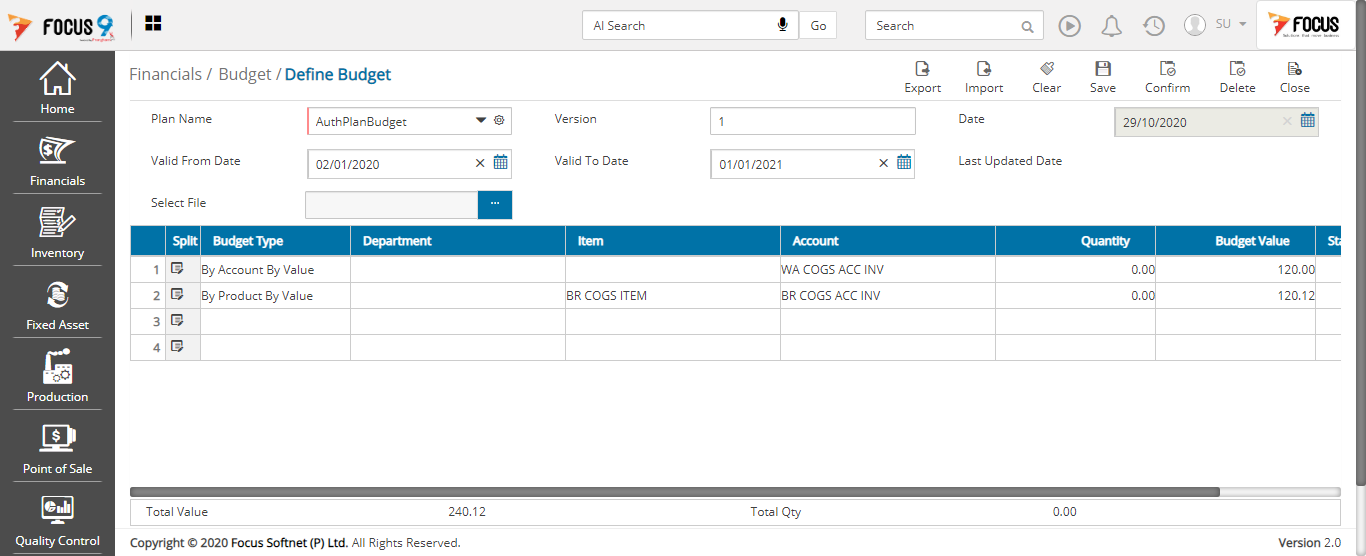 FOCUS 9 AI Search Go Search SU FOCUS
Financials / Budget / Define Budget
Export Import Clear Save Confirm Delete Close
Home
Financials
Inventory
Fixed Asset
Production
Point of Sale
Quality Control
Plan Name AuthPlanBudget Version 1 Date 29/10/2020
Valid From Date 02/01/2020 Valid To Date 01/01/2021 Last Updated Date
Select File ...
Split Budget Type Department Item Account Quantity Budget Value Sta
1 By Account By Value WA COGS ACC INV 0.00 120.00
2 By Product By Value BR COGS ITEM BR COGS ACC INV 0.00 120.12
3
4
Total Value 240.12 Total Qty 0.00
Copyright © 2020 Focus Softnet (P) Ltd. All Rights Reserved. Version 2.0